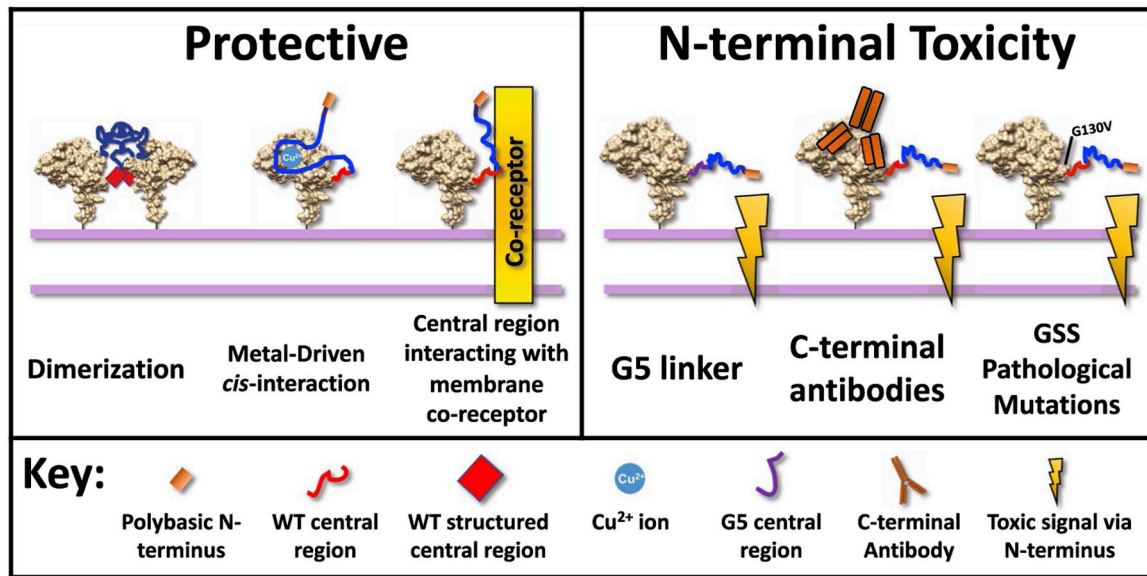 Protective
N-terminal Toxicity
Cu²⁺
Co-receptor
G130V
Dimerization
Metal-Driven
cis-interaction
Central region
interacting with
membrane
co-receptor
G5 linker
C-terminal
antibodies
GSS
Pathological
Mutations
Key:
Cu²⁺
Polybasic N-
terminus
WT central
region
WT structured
central region
Cu²⁺ ion
G5 central
region
C-terminal
Antibody
Toxic signal via
N-terminus